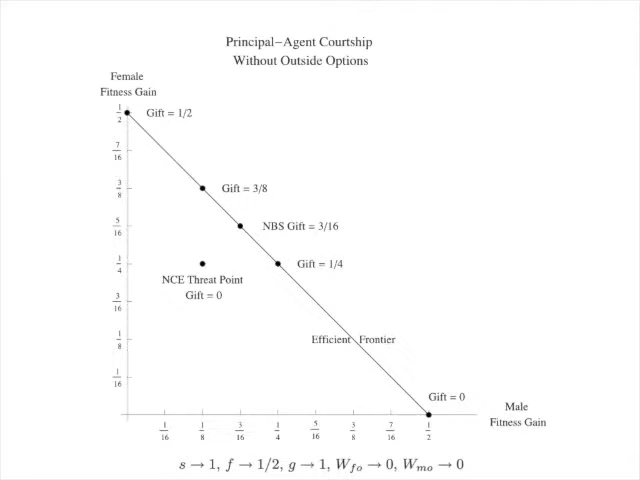 Principal–Agent Courtship
Without Outside Options
Female
Fitness Gain
1/2
Gift = 1/2
7/16
3/8
Gift = 3/8
5/16
NBS Gift = 3/16
1/4
Gift = 1/4
NCE Threat Point
Gift = 0
3/16
1/8
Efficient Frontier
1/16
Gift = 0
Male
Fitness Gain
1/16 1/8 3/16 1/4 5/16 3/8 7/16 1/2
s → 1, f → 1/2, g → 1, W_fo → 0, W_mo → 0